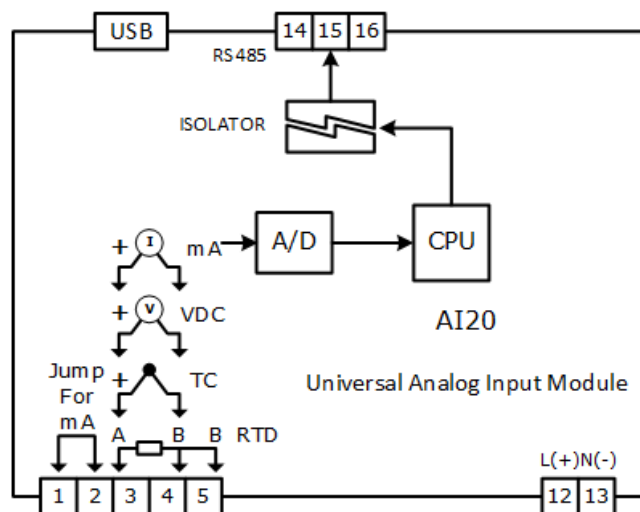 USB
14 15 16
RS485
ISOLATOR
+ I mA
A/D
CPU
+ V VDC
AI20
Jump
For
mA
+ TC
Universal Analog Input Module
A B B RTD
L(+)N(-)
1 2 3 4 5
12 13